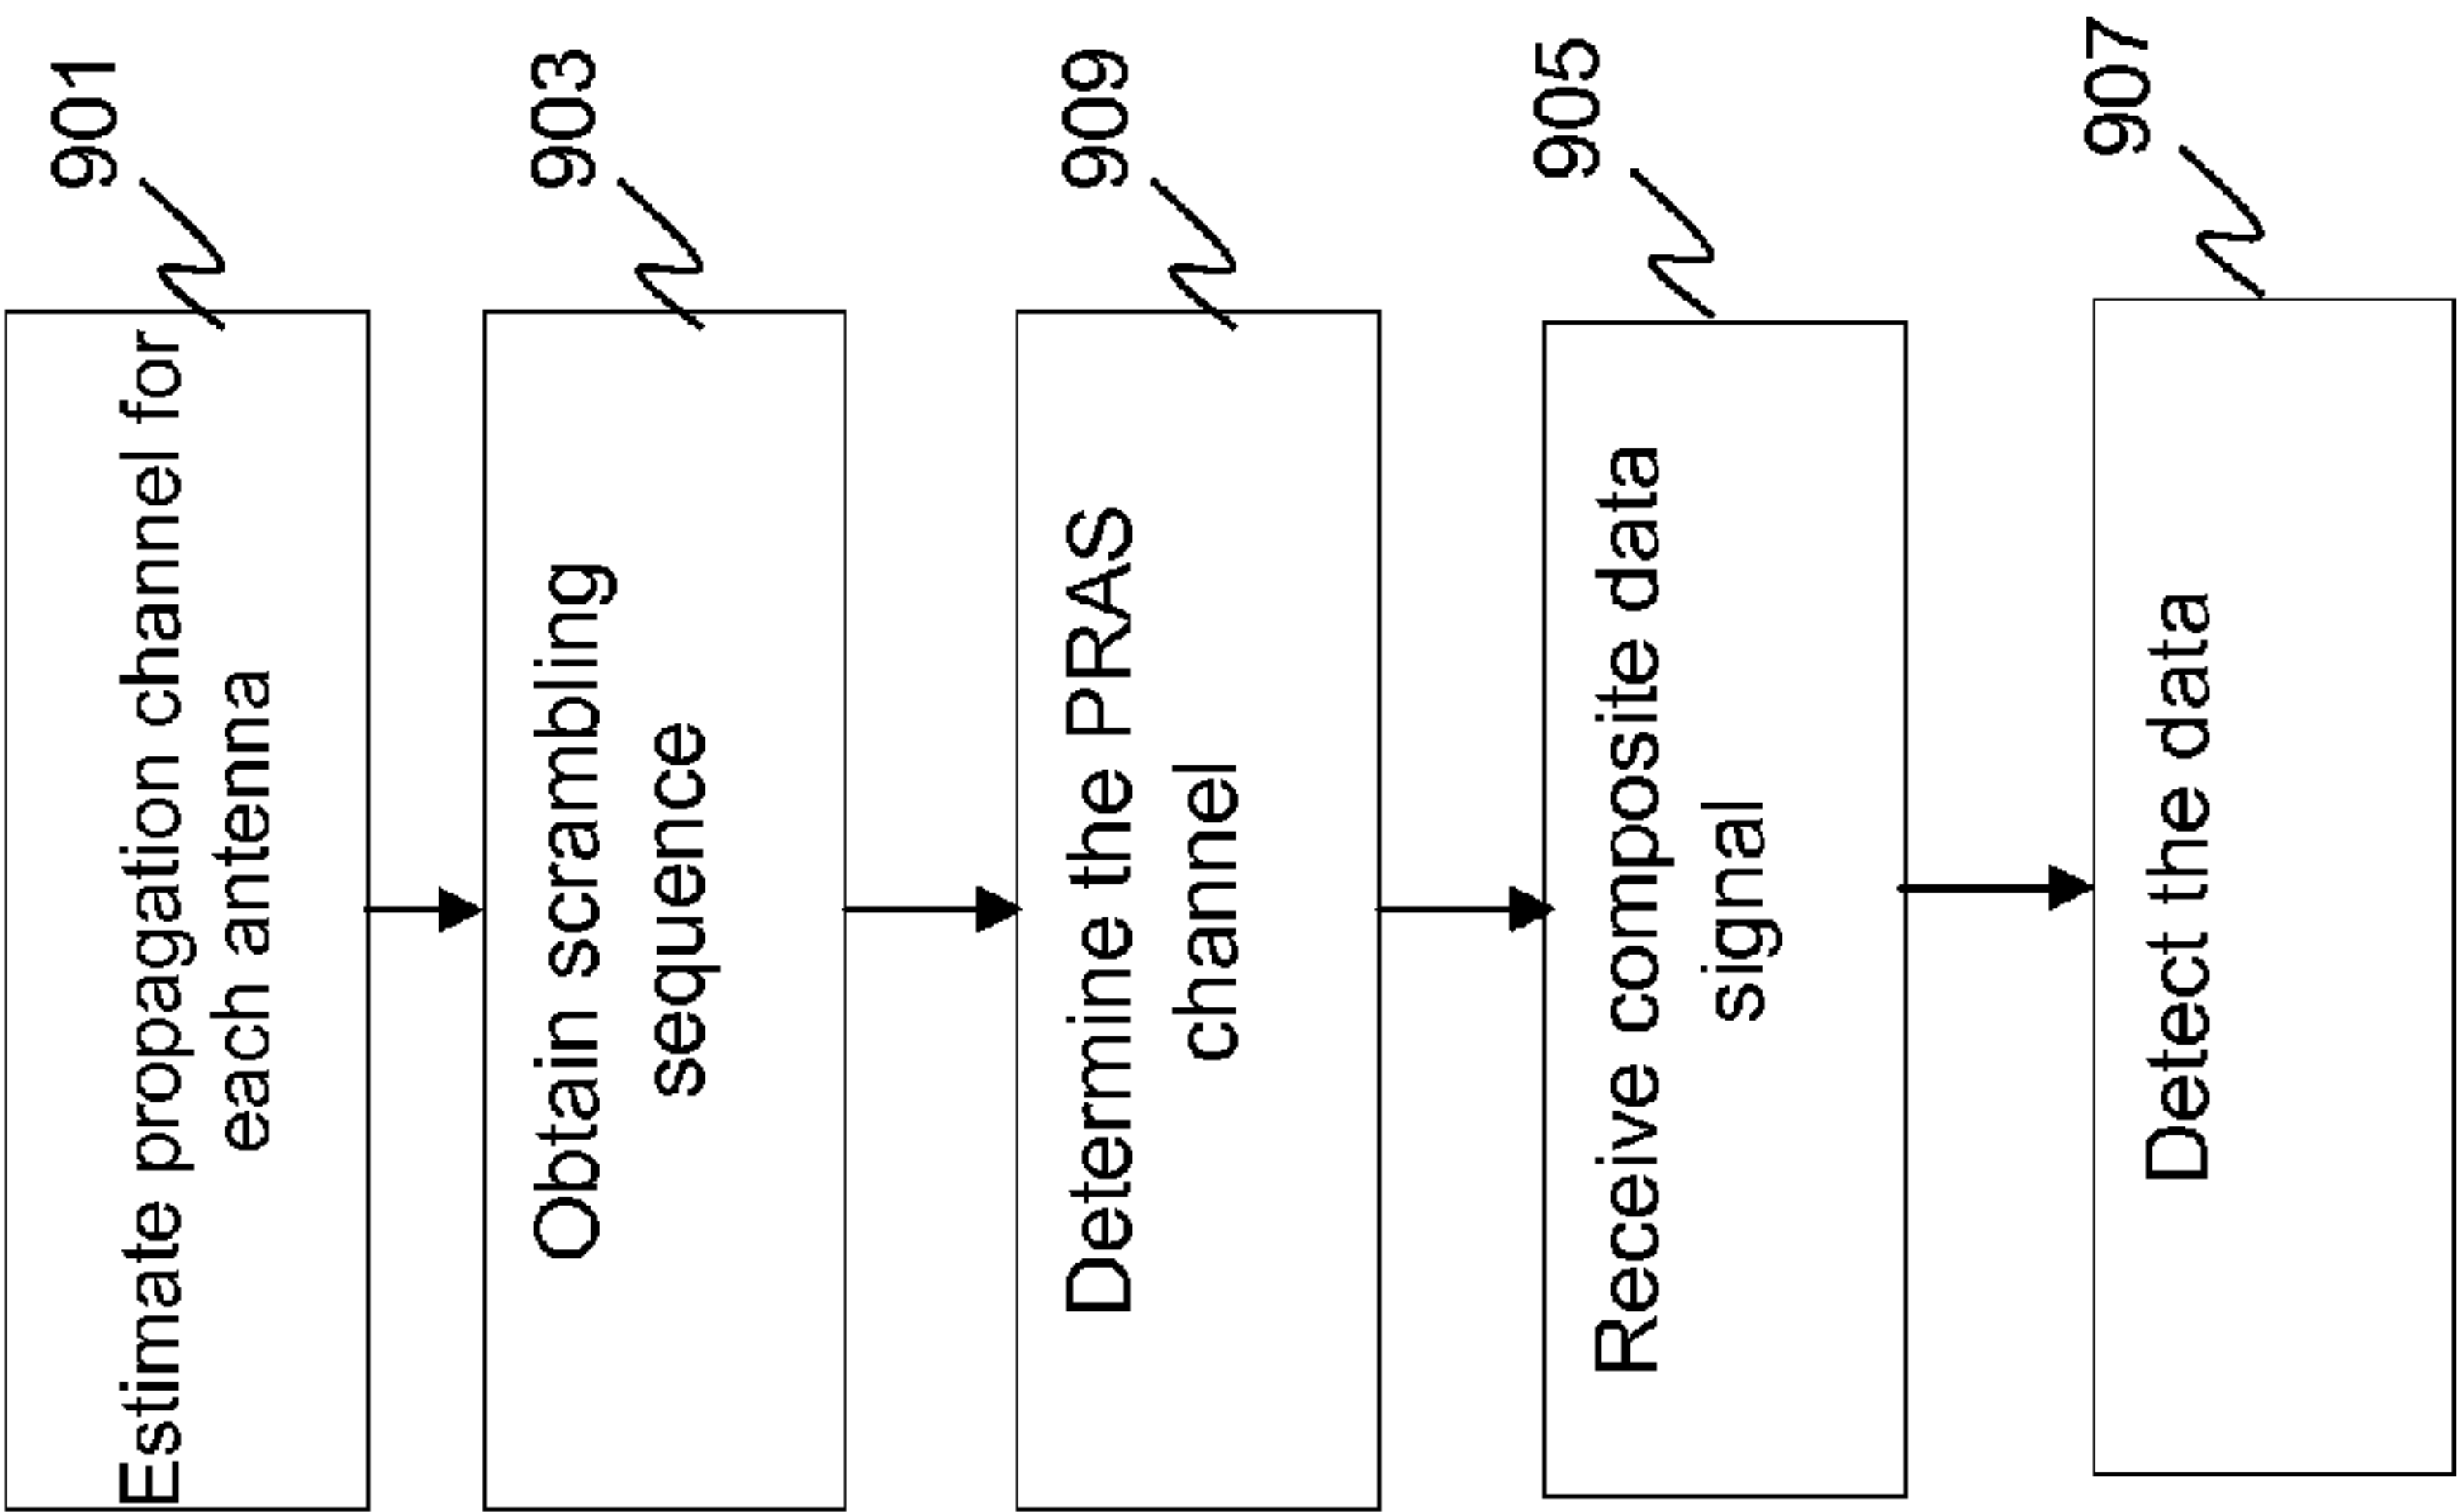 901
Estimate propagation channel for
each antenna
903
Obtain scrambling
sequence
909
Determine the PRAS
channel
905
Receive composite data
signal
907
Detect the data